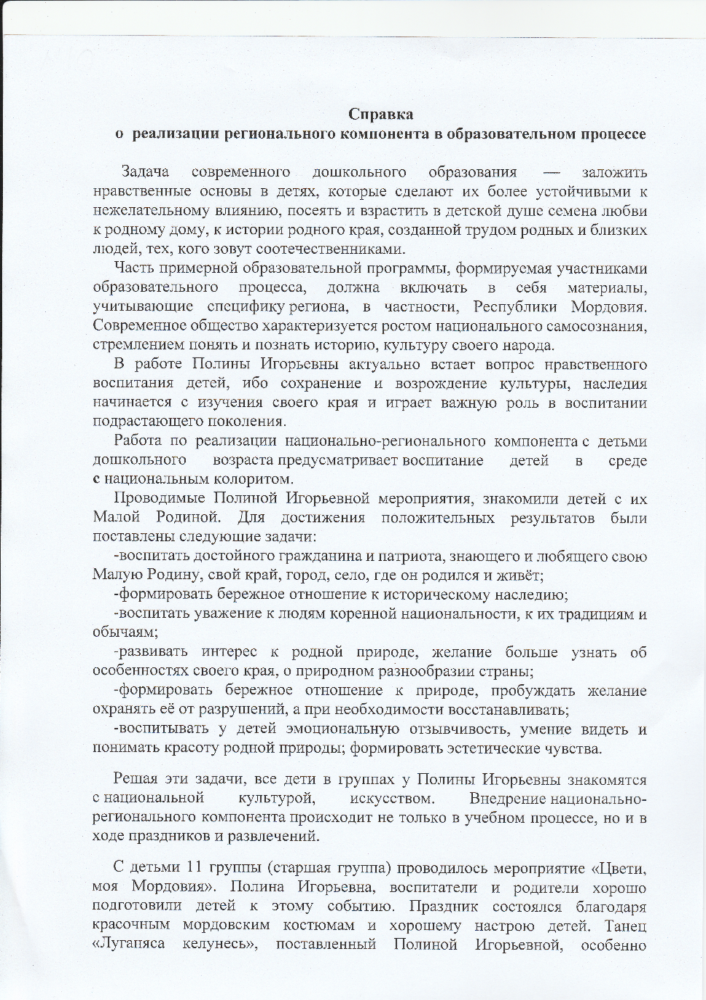 Справка
о реализации регионального компонента в образовательном процессе
Задача современного дошкольного образования — заложить
нравственные основы в детях, которые сделают их более устойчивыми к
нежелательному влиянию, посеять и взрастить в детской душе семена любви
к родному дому, к истории родного края, созданной трудом родных и близких
людей, тех, кого зовут соотечественниками.
Часть примерной образовательной программы, формируемая участниками
образовательного процесса, должна включать в себя материалы,
учитывающие специфику региона, в частности, Республики Мордовия.
Современное общество характеризуется ростом национального самосознания,
стремлением понять и познать историю, культуру своего народа.
В работе Полины Игорьевны актуально встает вопрос нравственного
воспитания детей, ибо сохранение и возрождение культуры, наследия
начинается с изучения своего края и играет важную роль в воспитании
подрастающего поколения.
Работа по реализации национально-регионального компонента с детьми
дошкольного возраста предусматривает воспитание детей в среде
с национальным колоритом.
Проводимые Полиной Игорьевной мероприятия, знакомили детей с их
Малой Родиной. Для достижения положительных результатов были
поставлены следующие задачи:
-воспитать достойного гражданина и патриота, знающего и любящего свою
Малую Родину, свой край, город, село, где он родился и живёт;
-формировать бережное отношение к историческому наследию;
-воспитать уважение к людям коренной национальности, к их традициям и
обычаям;
-развивать интерес к родной природе, желание больше узнать об
особенностях своего края, о природном разнообразии страны;
-формировать бережное отношение к природе, пробуждать желание
охранять её от разрушений, а при необходимости восстанавливать;
-воспитывать у детей эмоциональную отзывчивость, умение видеть и
понимать красоту родной природы; формировать эстетические чувства.
Решая эти задачи, все дети в группах у Полины Игорьевны знакомятся
с национальной культурой, искусством. Внедрение национально-
регионального компонента происходит не только в учебном процессе, но и в
ходе праздников и развлечений.
С детьми 11 группы (старшая группа) проводилось мероприятие «Цвети,
моя Мордовия». Полина Игорьевна, воспитатели и родители хорошо
подготовили детей к этому событию. Праздник состоялся благодаря
красочным мордовским костюмам и хорошему настрою детей. Танец
«Луганяса келунесь», поставленный Полиной Игорьевной, особенно